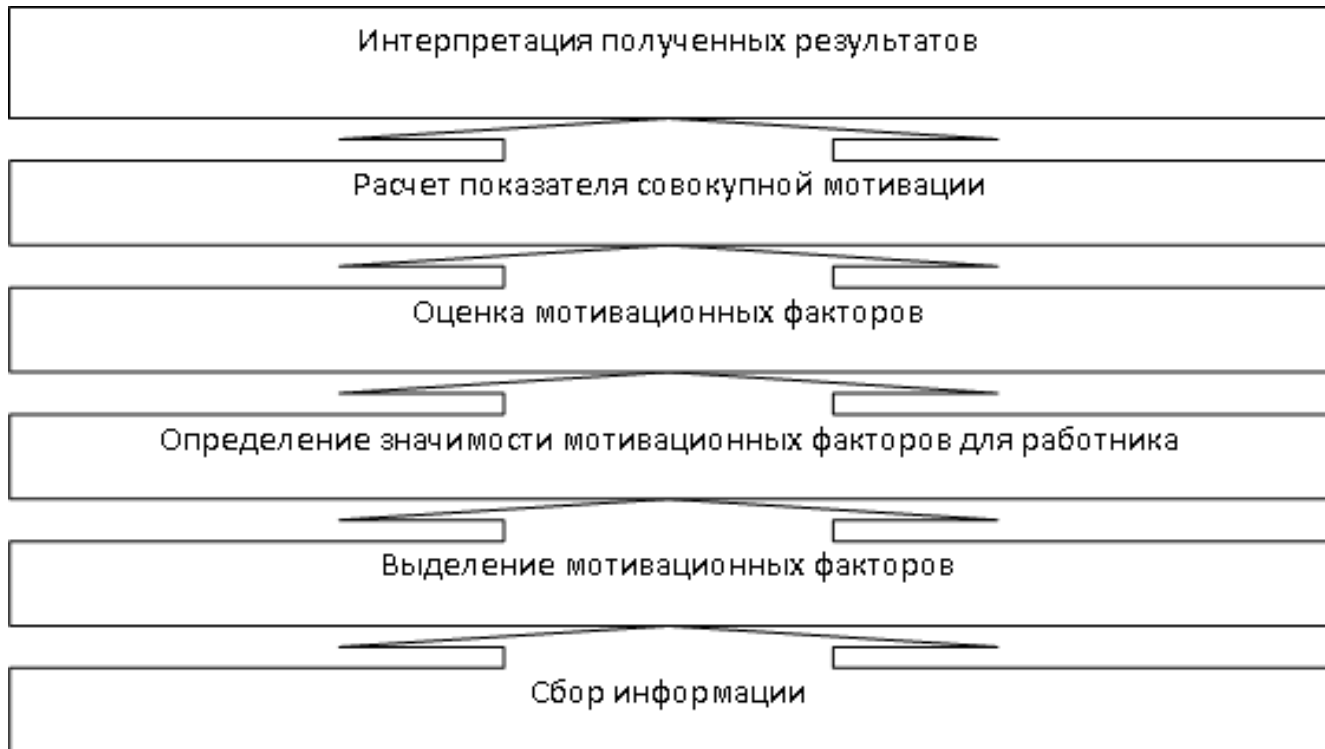 Интерпретация полученных результатов
Расчет показателя совокупной мотивации
Оценка мотивационных факторов
Определение значимости мотивационных факторов для работника
Выделение мотивационных факторов
Сбор информации